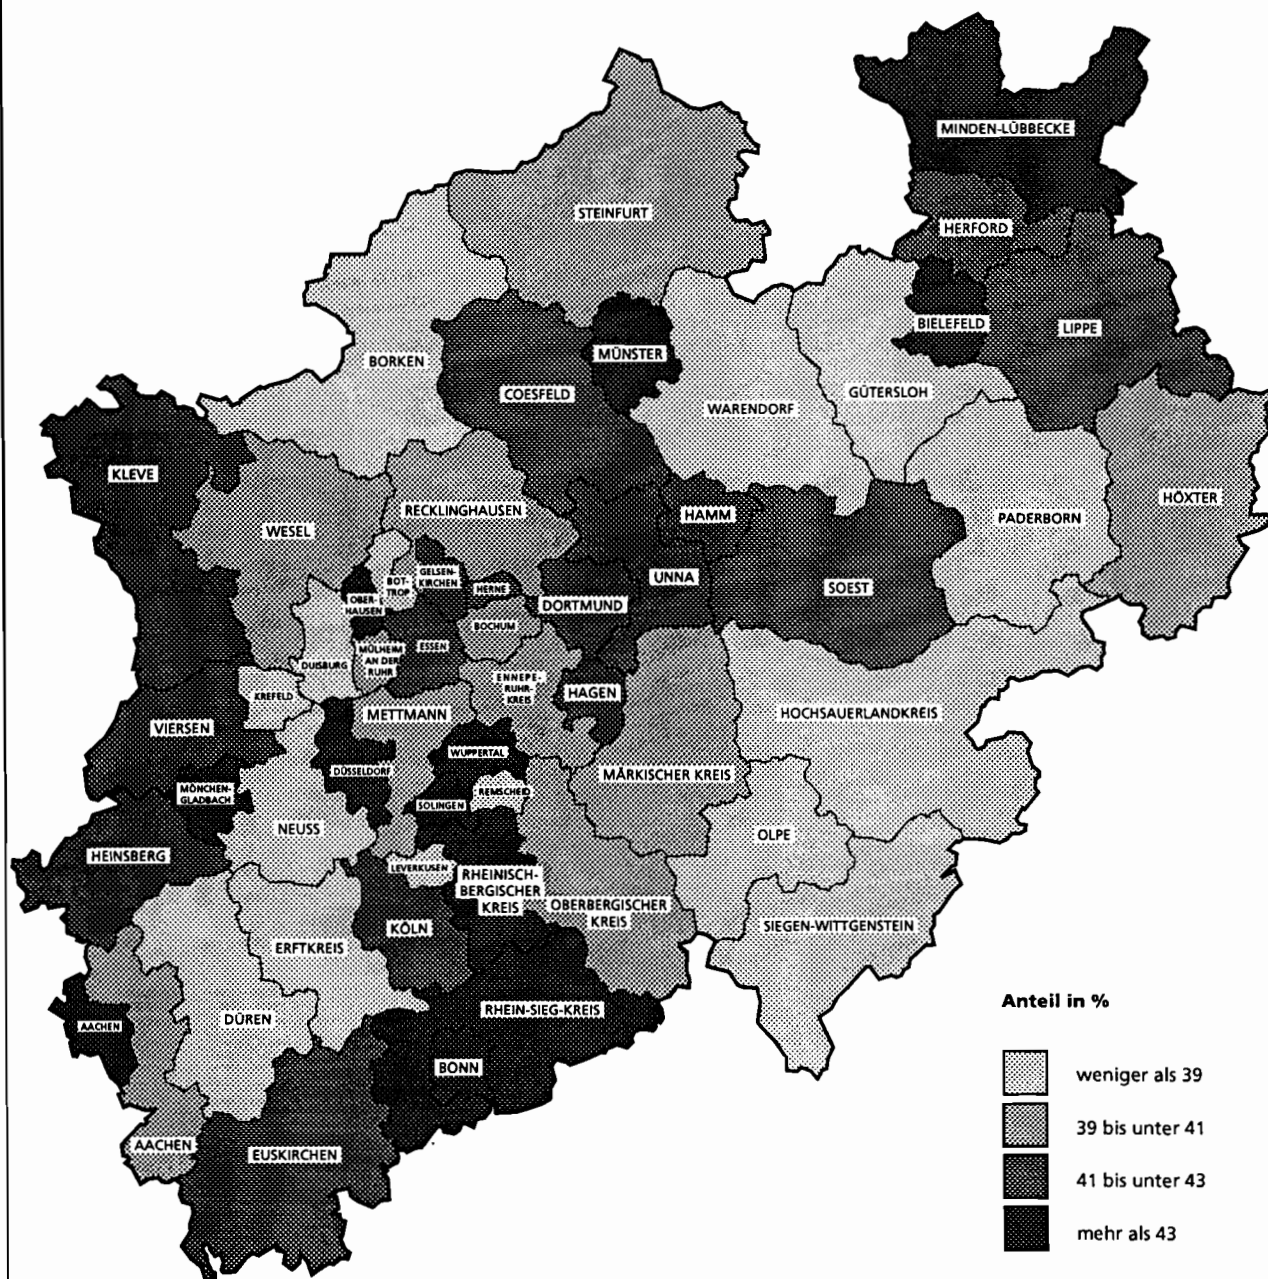 MINDEN-LÜBBECKE
STEINFURT
HERFORD
BIELEFELD
LIPPE
MÜNSTER
BORKEN
COESFELD
GÜTERSLOH
WARENDORF
KLEVE
HÖXTER
RECKLINGHAUSEN
HAMM
PADERBORN
WESEL
GELSEN-
KIRCHEN
UNNA
BOT-
TROP
SOEST
HERNE
OBER-
HAUSEN
DORTMUND
BOCHUM
ESSEN
MÜLHEIM
AN DER
RUHR
DUISBURG
ENNEPE-
RUHR-
KREIS
HAGEN
KREFELD
METTMANN
HOCHSAUERLANDKREIS
VIERSEN
WUPPERTAL
DÜSSELDORF
MÄRKISCHER KREIS
MÖNCHEN-
GLADBACH
REMSCHEID
SOLINGEN
NEUSS
OLPE
HEINSBERG
LEVERKUSEN
RHEINISCH-
BERGISCHER
KREIS
OBERBERGISCHER
KREIS
KÖLN
SIEGEN-WITTGENSTEIN
ERFTKREIS
RHEIN-SIEG-KREIS
DÜREN
AACHEN
BONN
AACHEN
EUSKIRCHEN
Anteil in %
weniger als 39
39 bis unter 41
41 bis unter 43
mehr als 43